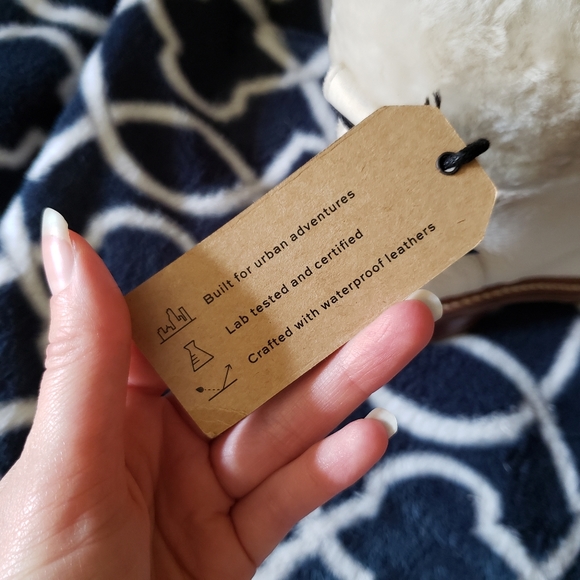 Built for urban adventures
Lab tested and certified
Crafted with waterproof leathers